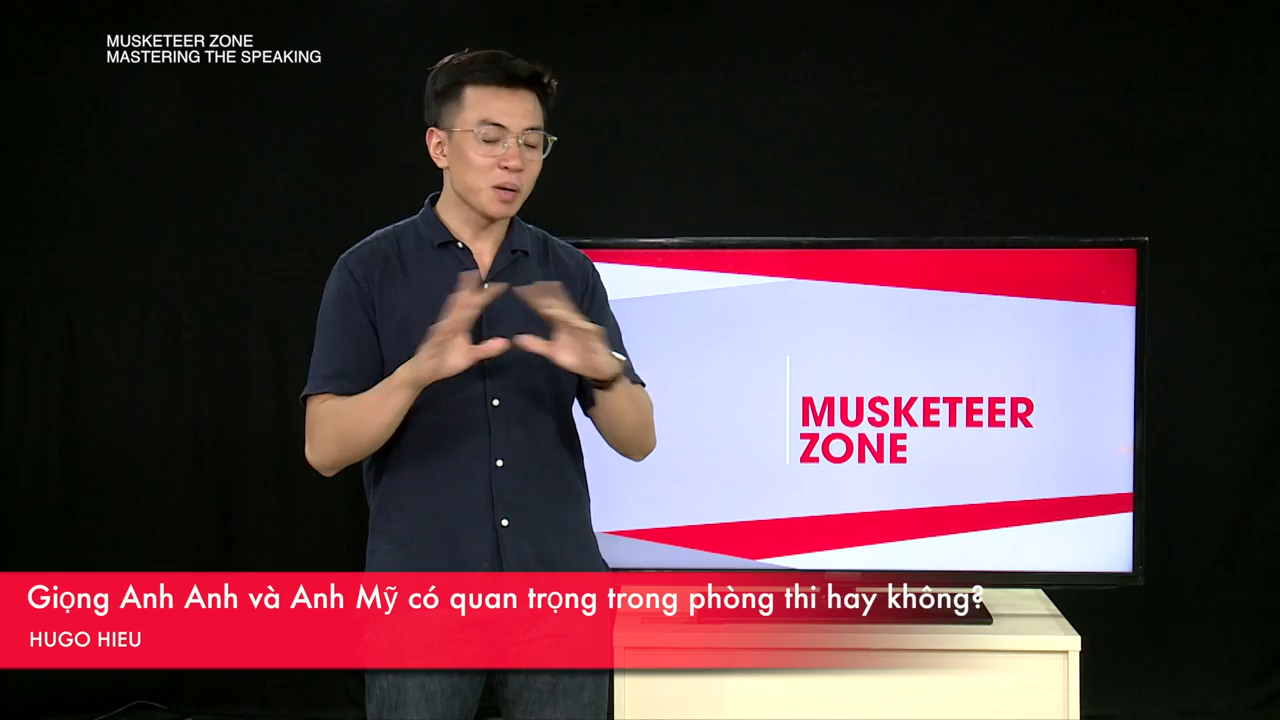 MUSKETEER ZONE
MASTERING THE SPEAKING
MUSKETEER
ZONE
Giọng Anh Anh và Anh Mỹ có quan trọng trong phòng thi hay không?
HUGO HIEU